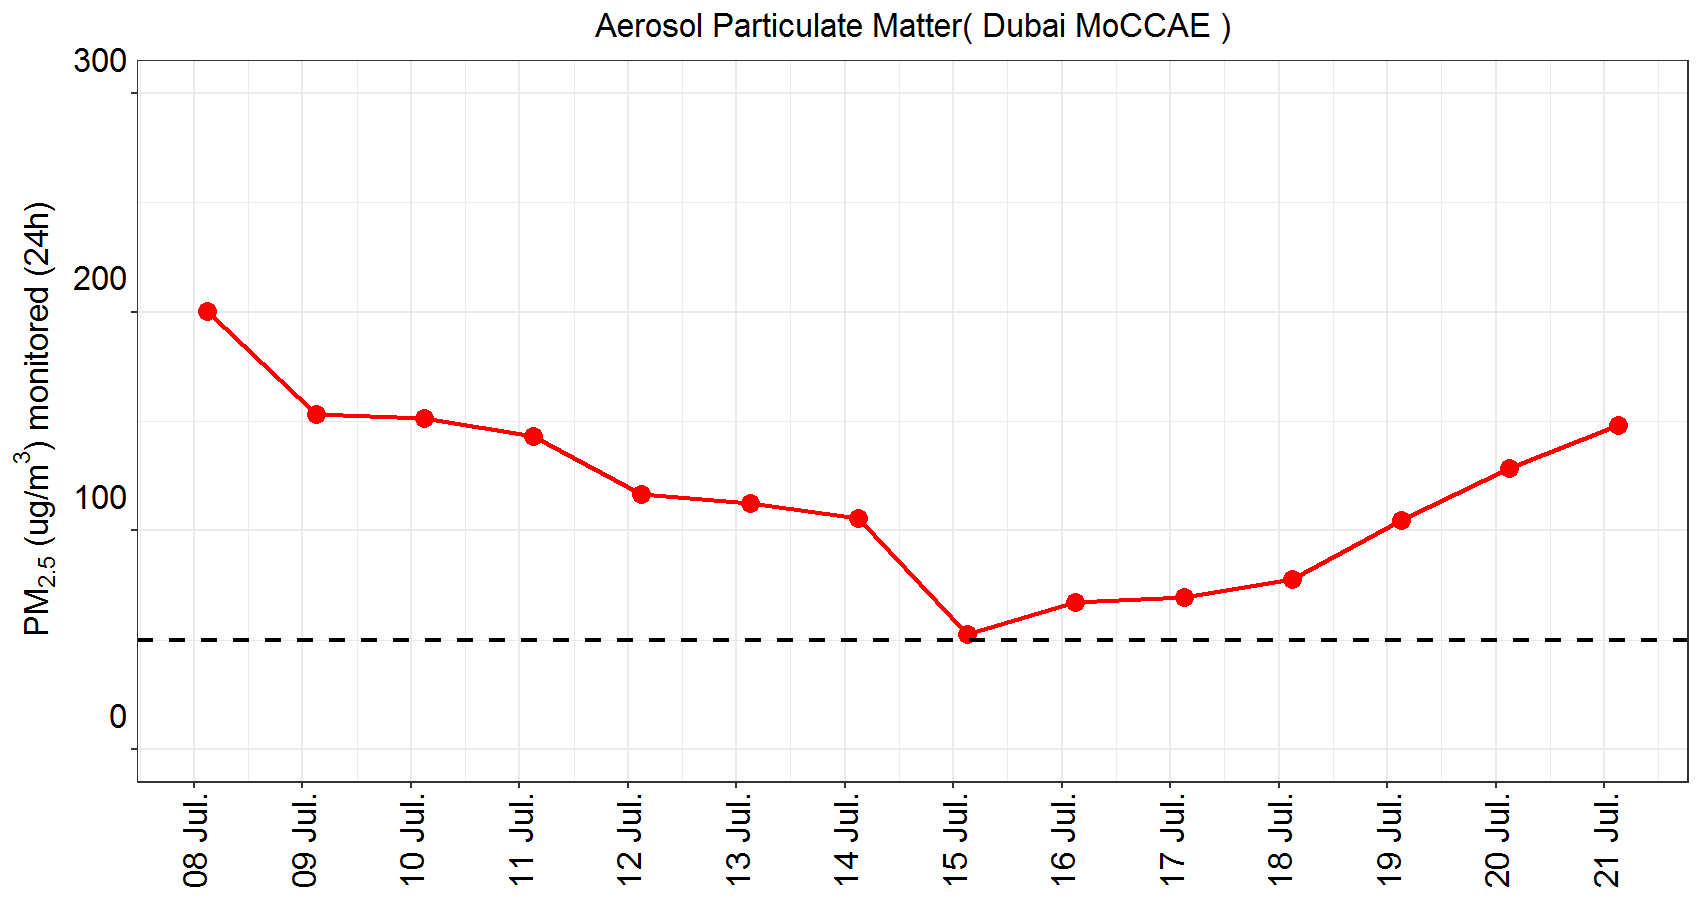 Aerosol Particulate Matter( Dubai MoCCAE )
PM2.5 (ug/m3) monitored (24h)
300
200
100
0
08 Jul.
09 Jul.
10 Jul.
11 Jul.
12 Jul.
13 Jul.
14 Jul.
15 Jul.
16 Jul.
17 Jul.
18 Jul.
19 Jul.
20 Jul.
21 Jul.